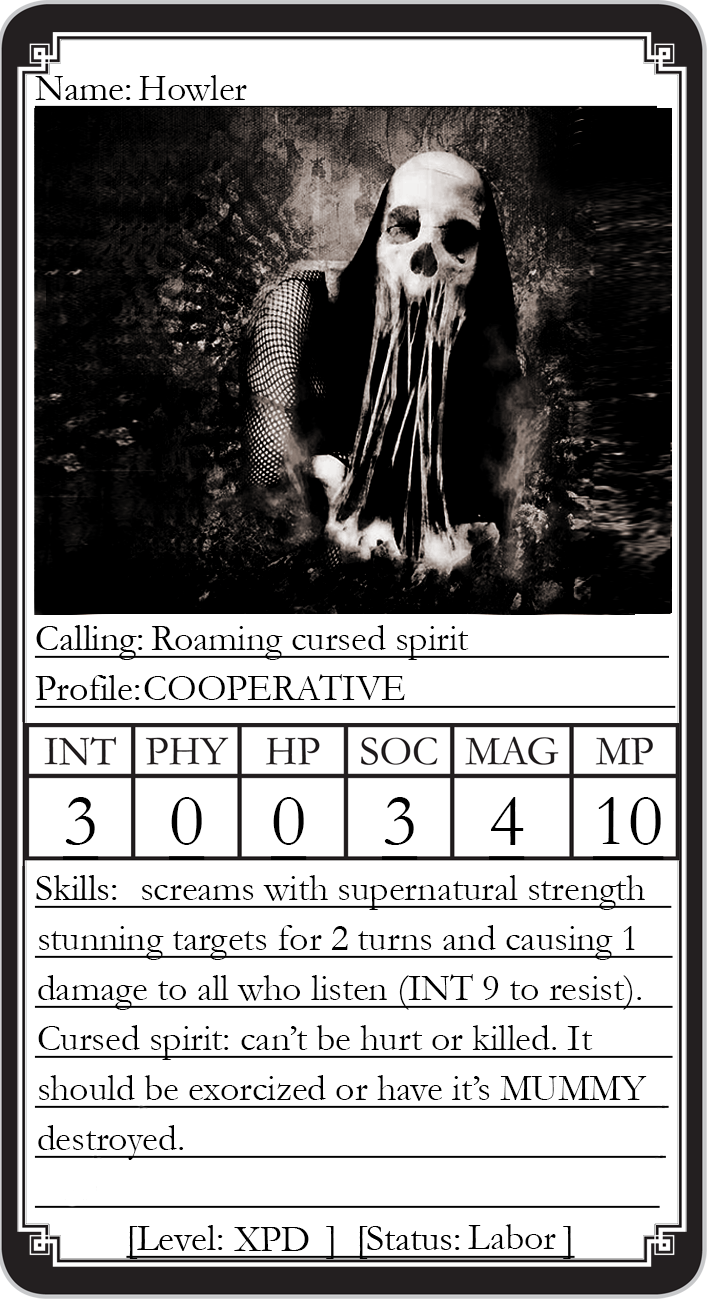 Name: Howler
Calling: Roaming cursed spirit
Profile:COOPERATIVE
INT PHY HP SOC MAG MP
3 0 0 3 4 10
Skills: screams with supernatural strength
stunning targets for 2 turns and causing 1
damage to all who listen (INT 9 to resist).
Cursed spirit: can’t be hurt or killed. It
should be exorcized or have it’s MUMMY
destroyed.
[Level: XPD ] [Status: Labor ]